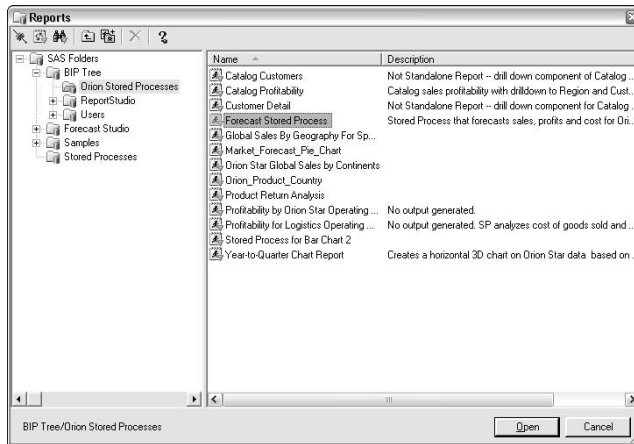 Reports
SAS Folders
BIP Tree
Orion Stored Processes
ReportStudio
Users
Forecast Studio
Samples
Stored Processes
Name Description
Catalog Customers Not Standalone Report -- drill down component of Catalog ...
Catalog Profitability Catalog sales profitability with drilldown to Region and Cust...
Customer Detail Not Standalone Report -- drill down component for Catalog ...
Forecast Stored Process Stored Process that forecasts sales, profits and cost for Ori...
Global Sales By Geography For Sp...
Market_Forecast_Pie_Chart
Orion Star Global Sales by Continents
Orion_Product_Country
Product Return Analysis
Profitability by Orion Star Operating ... No output generated.
Profitability for Logistics Operating ... No output generated. SP analyzes cost of goods sold and ...
Stored Process for Bar Chart 2
Year-to-Quarter Chart Report Creates a horizontal 3D chart on Orion Star data based on ...
BIP Tree/Orion Stored Processes Open Cancel